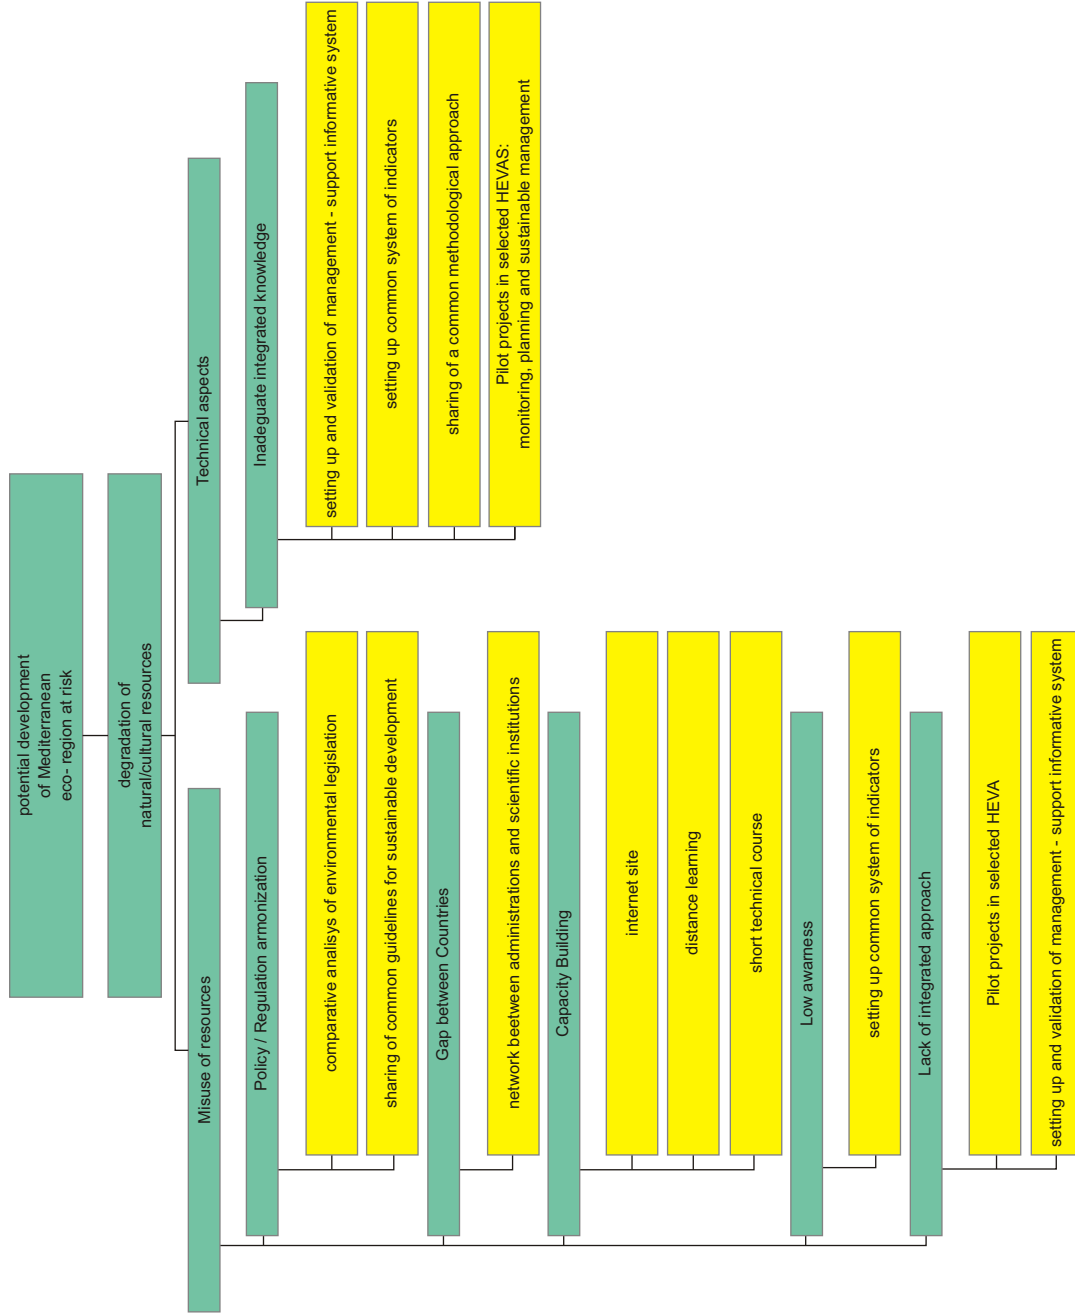 potential development
of Mediterranean
eco- region at risk
degradation of
natural/cultural resources
Misuse of resources
Policy / Regulation armonization
comparative analisys of environmental legislation
sharing of common guidelines for sustainable development
Gap between Countries
network beetween administrations and scientific institutions
Capacity Building
internet site
distance learning
short technical course
Low awarness
setting up common system of indicators
Lack of integrated approach
Pilot projects in selected HEVA
setting up and validation of management - support informative system
Technical aspects
Inadeguate integrated knowledge
setting up and validation of management - support informative system
setting up common system of indicators
sharing of a common methodological approach
Pilot projects in selected HEVAS:
monitoring, planning and sustainable management